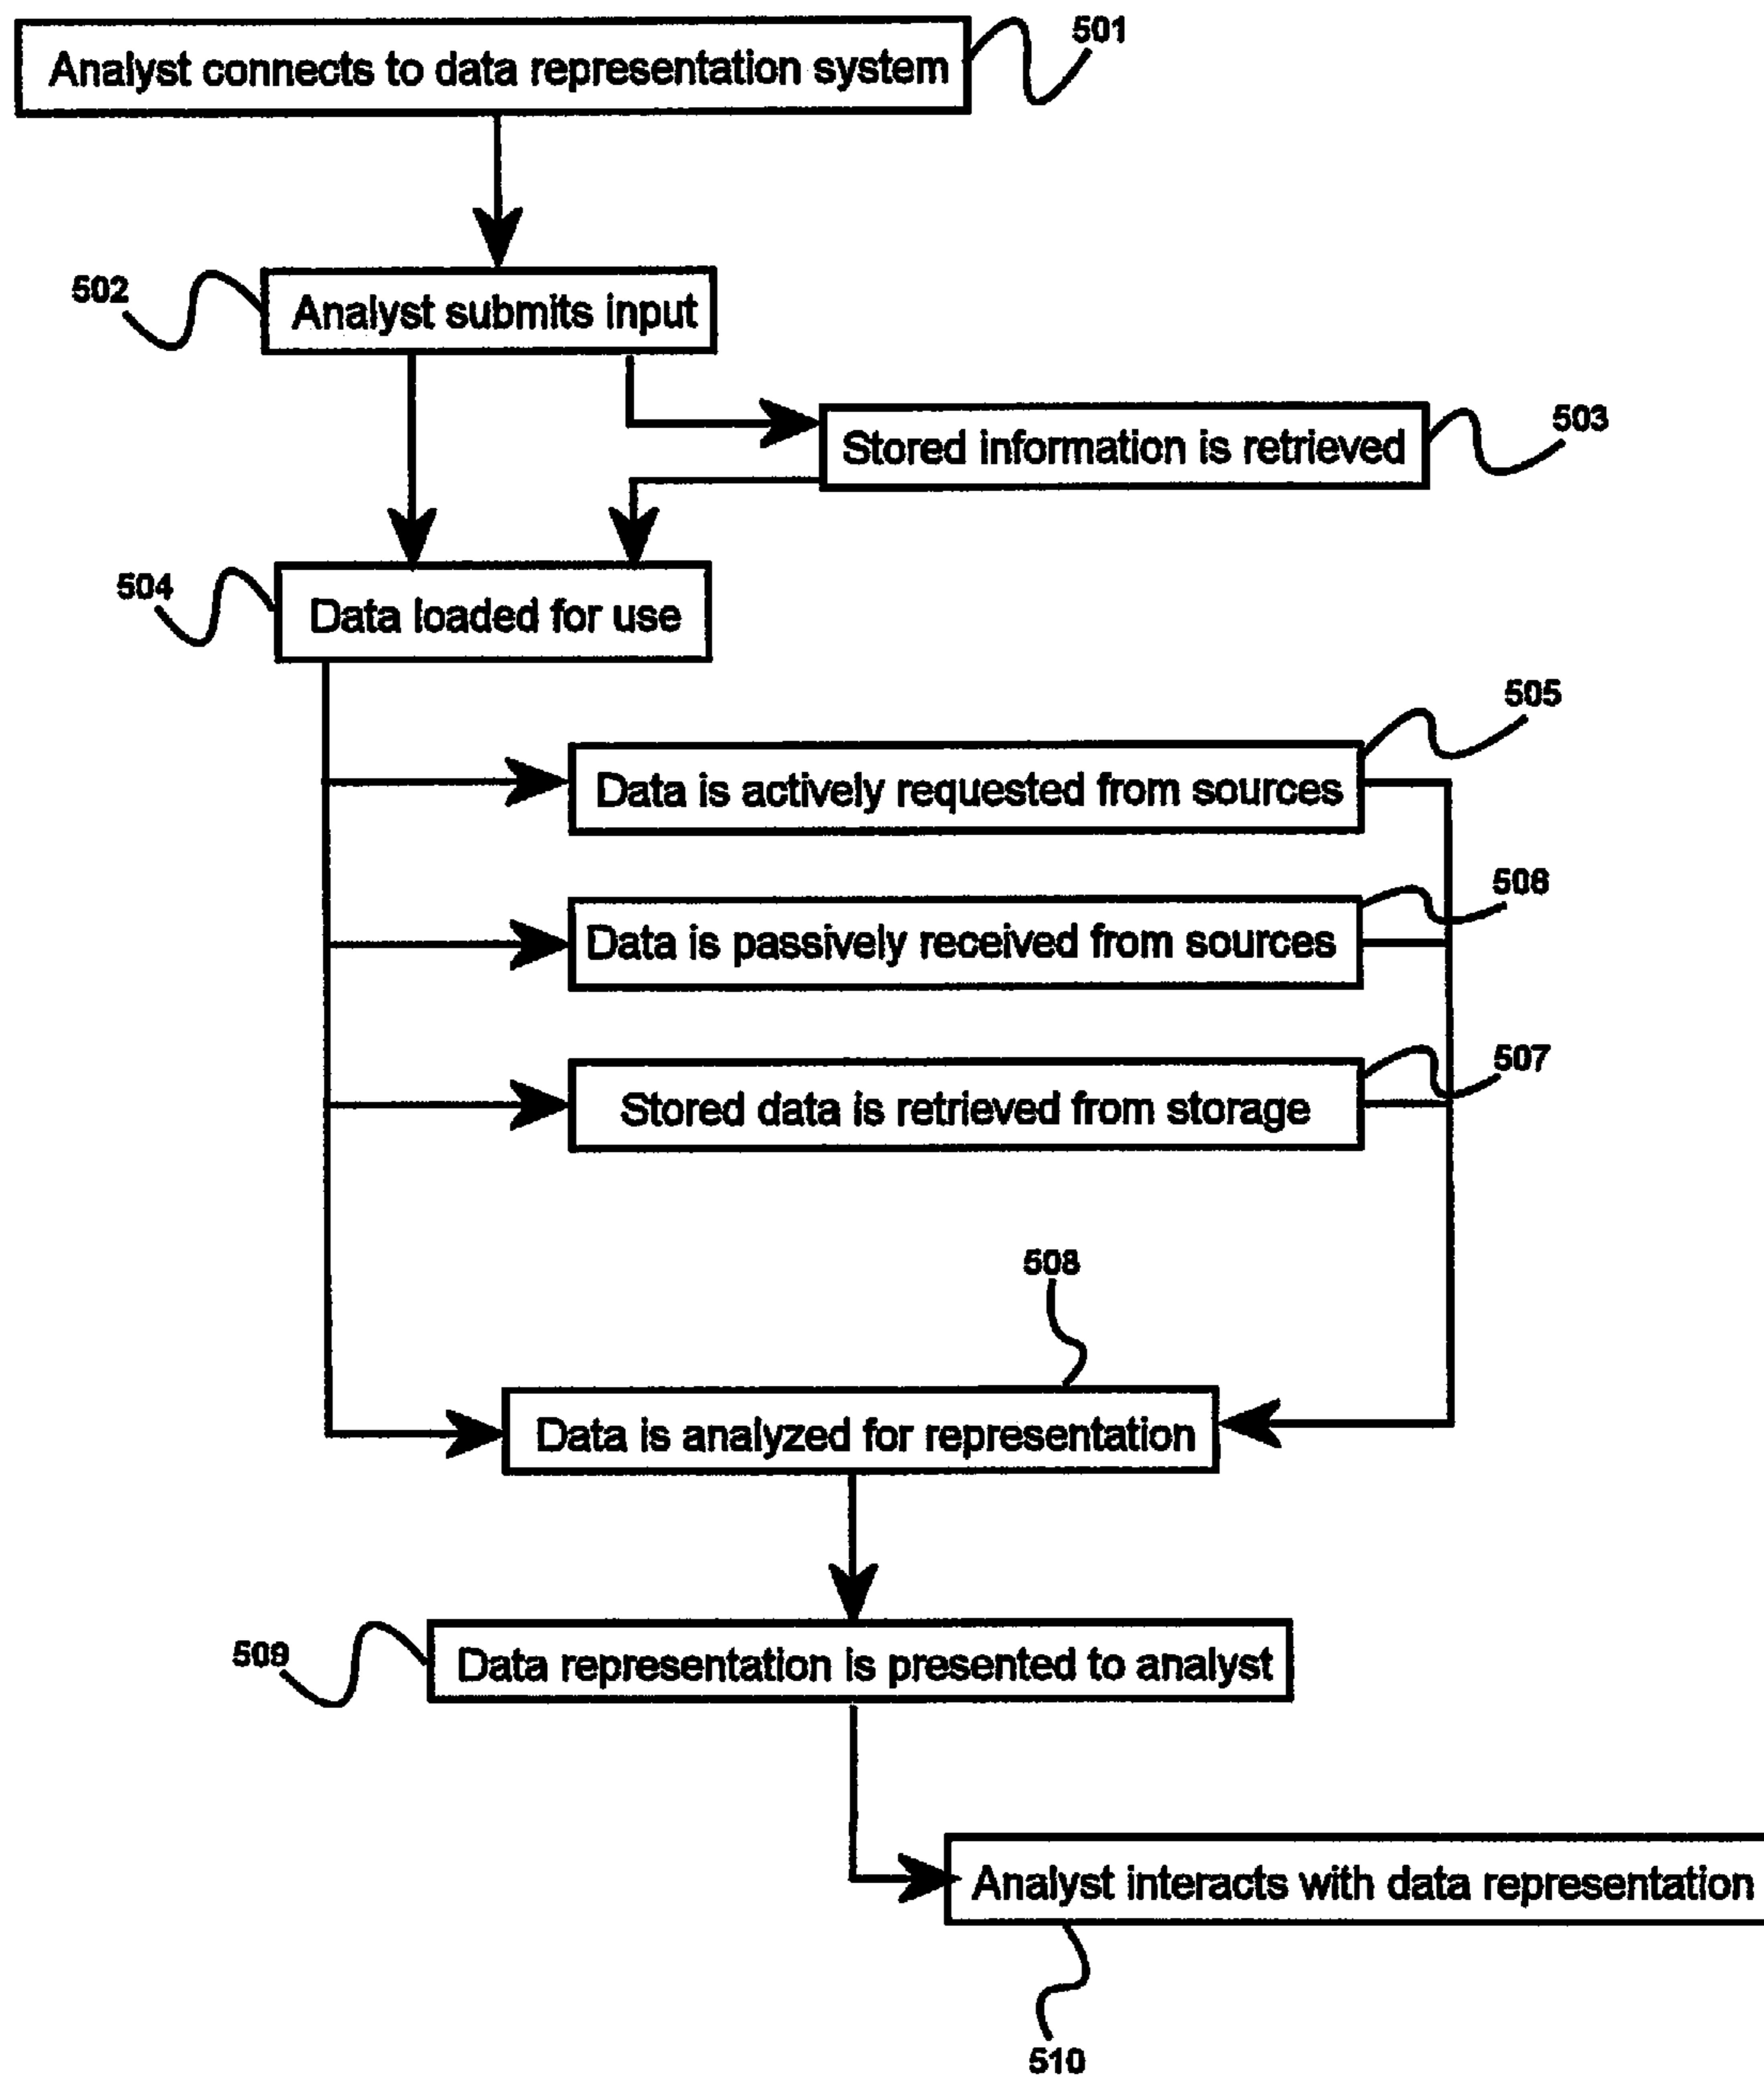 Analyst connects to data representation system
501
502
Analyst submits input
Stored information is retrieved
503
504
Data loaded for use
505
Data is actively requested from sources
506
Data is passively received from sources
507
Stored data is retrieved from storage
508
Data is analyzed for representation
509
Data representation is presented to analyst
Analyst interacts with data representation
510